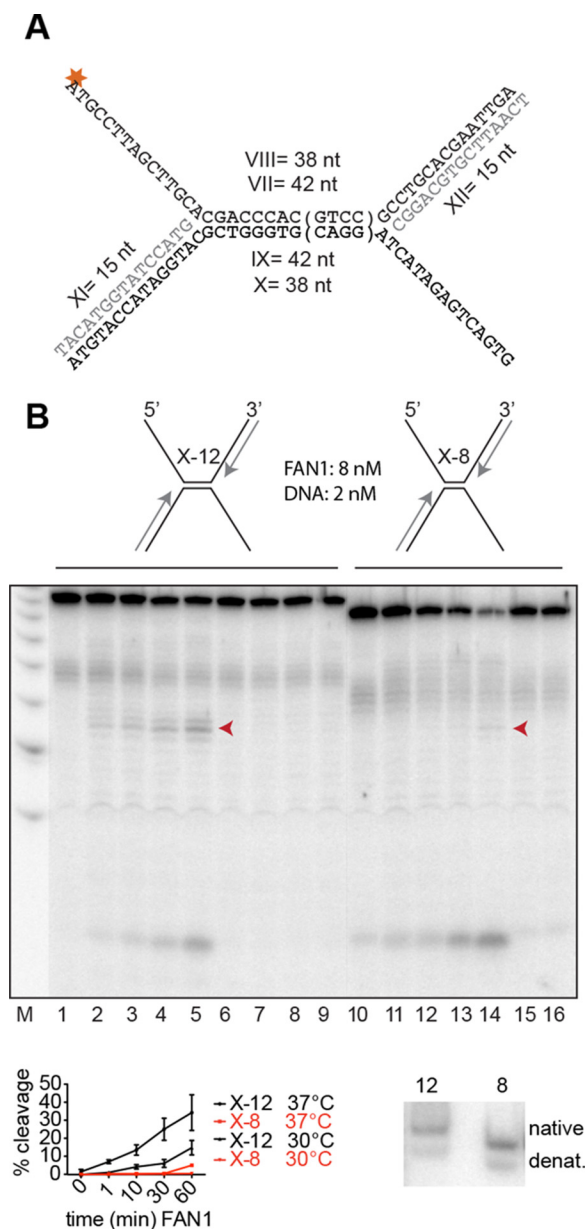 A
ATGCCTTAGCTTGCA
GCCTGCACGAATTGA
CGGACGTGCTTAACT
XII= 15 nt
VIII= 38 nt
VII= 42 nt
CGACCCAC(GTCC)
GCTGGGTG(CAGG)
IX= 42 nt
X= 38 nt
XI= 15 nt
TACATGGTATCCATG
ATGTACCATAGGTAC
ATCATAGAGTCAGTG
B
5' 3' 5' 3'
X-12 X-8
FAN1: 8 nM
DNA: 2 nM
M 1 2 3 4 5 6 7 8 9 10 11 12 13 14 15 16
% cleavage
50
40
30
20
10
0
0 1 10 30 60
time (min) FAN1
X-12 37°C
X-8 37°C
X-12 30°C
X-8 30°C
12 8
native
denat.